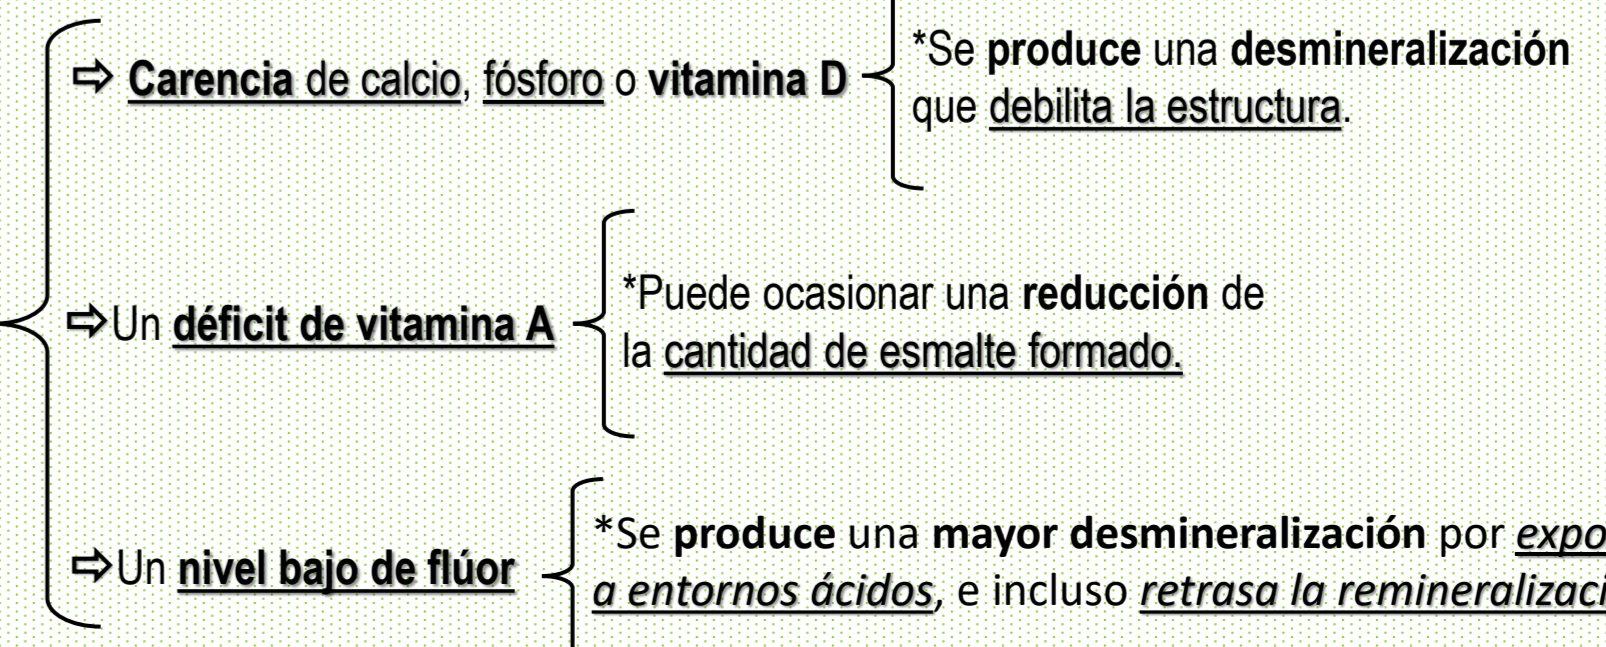 ⇨ Carencia de calcio, fósforo o vitamina D
*Se produce una desmineralización
que debilita la estructura.
⇨Un déficit de vitamina A
*Puede ocasionar una reducción de
la cantidad de esmalte formado.
⇨Un nivel bajo de flúor
*Se produce una mayor desmineralización por
a entornos ácidos, e incluso retrasa la